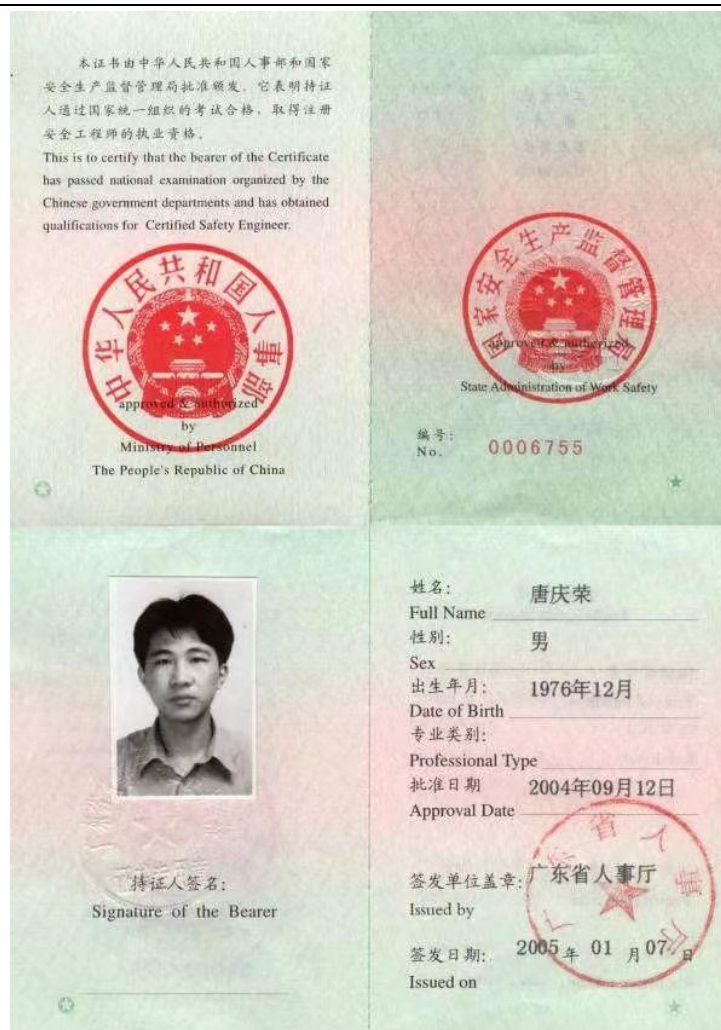 本证书由中华人民共和国人事部和国家
安全生产监督管理局批准颁发。它表明持证
人通过国家统一组织的考试合格，取得注册
安全工程师的执业资格。
This is to certify that the bearer of the Certificate
has passed national examination organized by the
Chinese government departments and has obtained
qualifications for Certified Safety Engineer.
中华人民共和国人事部
approved & authorized
by
Ministry of Personnel
The People's Republic of China
国家安全生产监督管理局
approved & authorized
by
State Administration of Work Safety
编号:
No. 0006755
持证人签名:
Signature of the Bearer
姓名: 唐庆荣
Full Name
性别: 男
Sex
出生年月: 1976年12月
Date of Birth
专业类别:
Professional Type
批准日期 2004年09月12日
Approval Date
签发单位盖章: 广东省人事厅
Issued by
广东省人事厅
签发日期: 2005年 01 月 07 日
Issued on